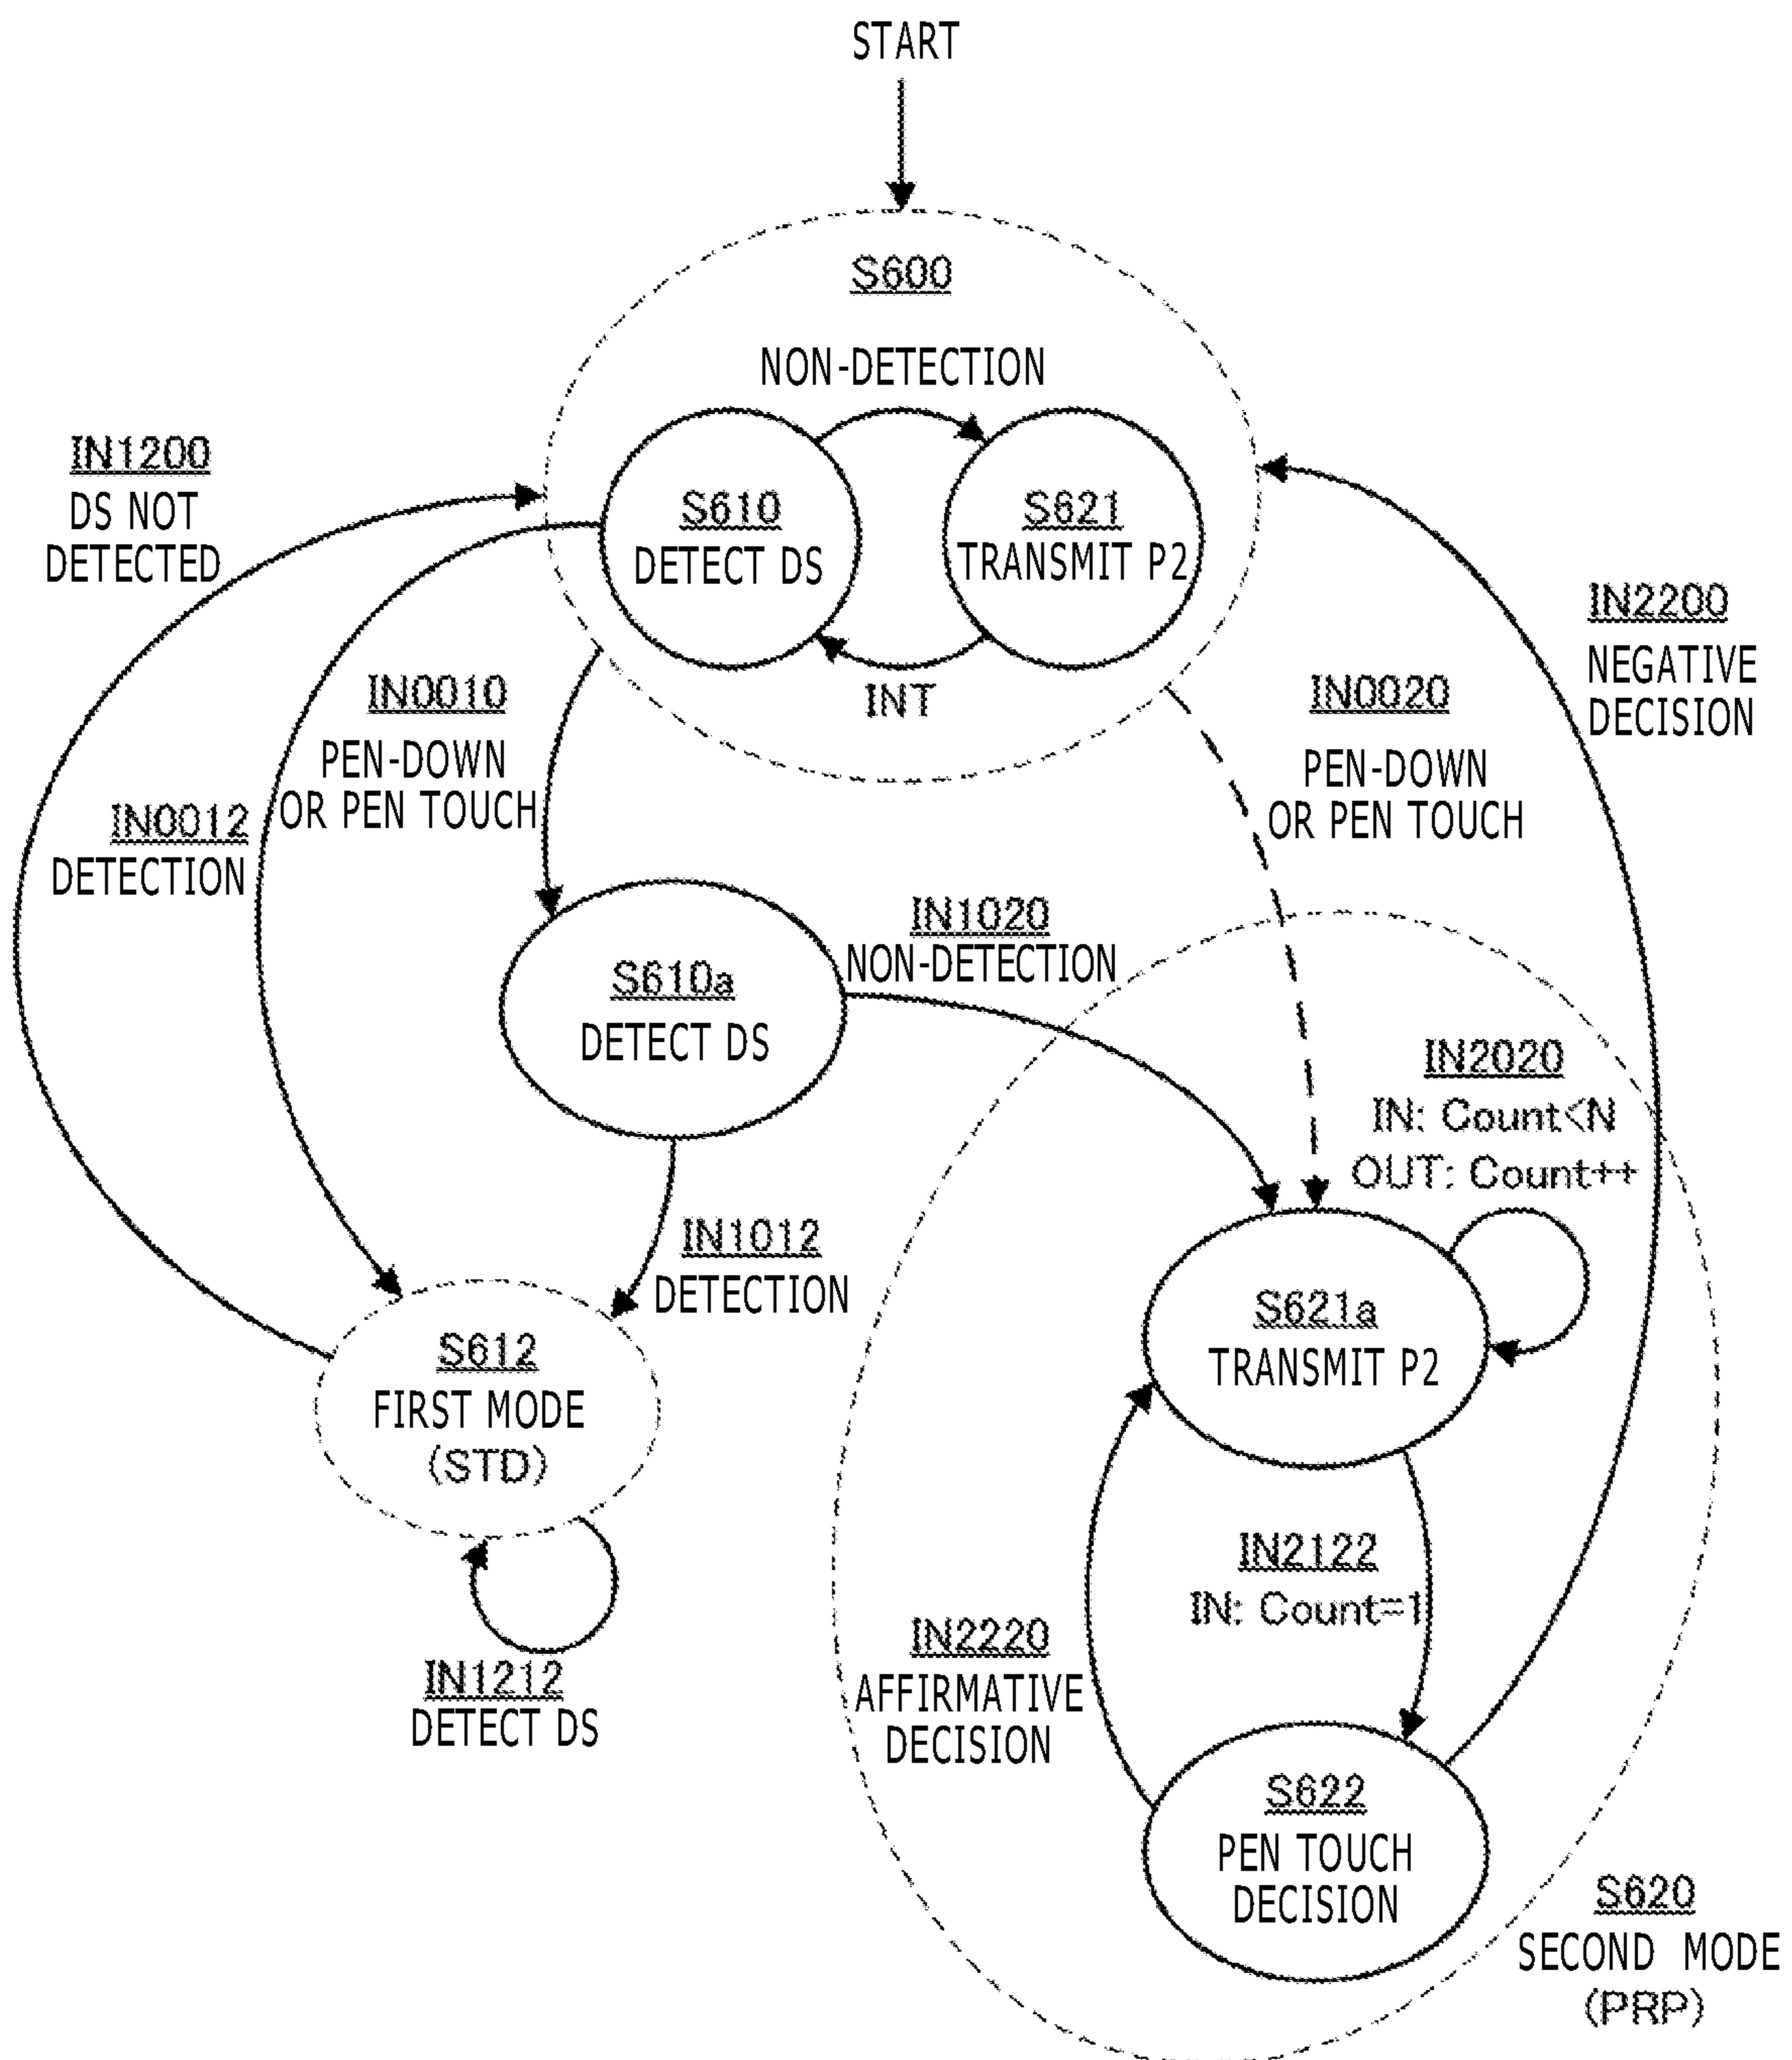 START
S600
NON-DETECTION
IN1200
DS NOT
DETECTED
S610
DETECT DS
S621
TRANSMIT P2
INT
IN2200
NEGATIVE
DECISION
IN0010
PEN-DOWN
OR PEN TOUCH
IN0020
PEN-DOWN
OR PEN TOUCH
IN0012
DETECTION
IN1020
NON-DETECTION
S610a
DETECT DS
IN2020
IN: Count<N
OUT: Count++
IN1012
DETECTION
S621a
TRANSMIT P2
S612
FIRST MODE
(STD)
IN2122
IN: Count=1
IN2220
AFFIRMATIVE
DECISION
IN1212
DETECT DS
S622
PEN TOUCH
DECISION
S620
SECOND MODE
(PRP)